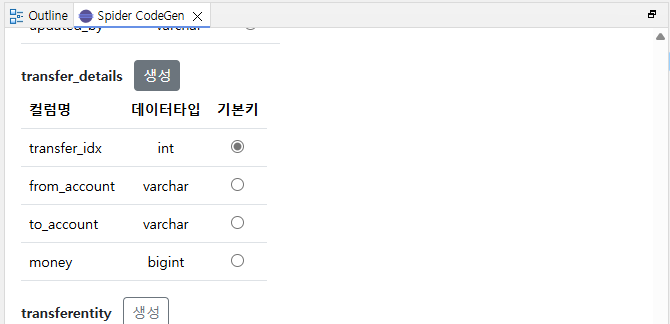 Outline Spider CodeGen
updated_by varchar
transfer_details 생성
컬럼명 데이터타입 기본키
transfer_idx int
from_account varchar
to_account varchar
money bigint
transferentity 생성